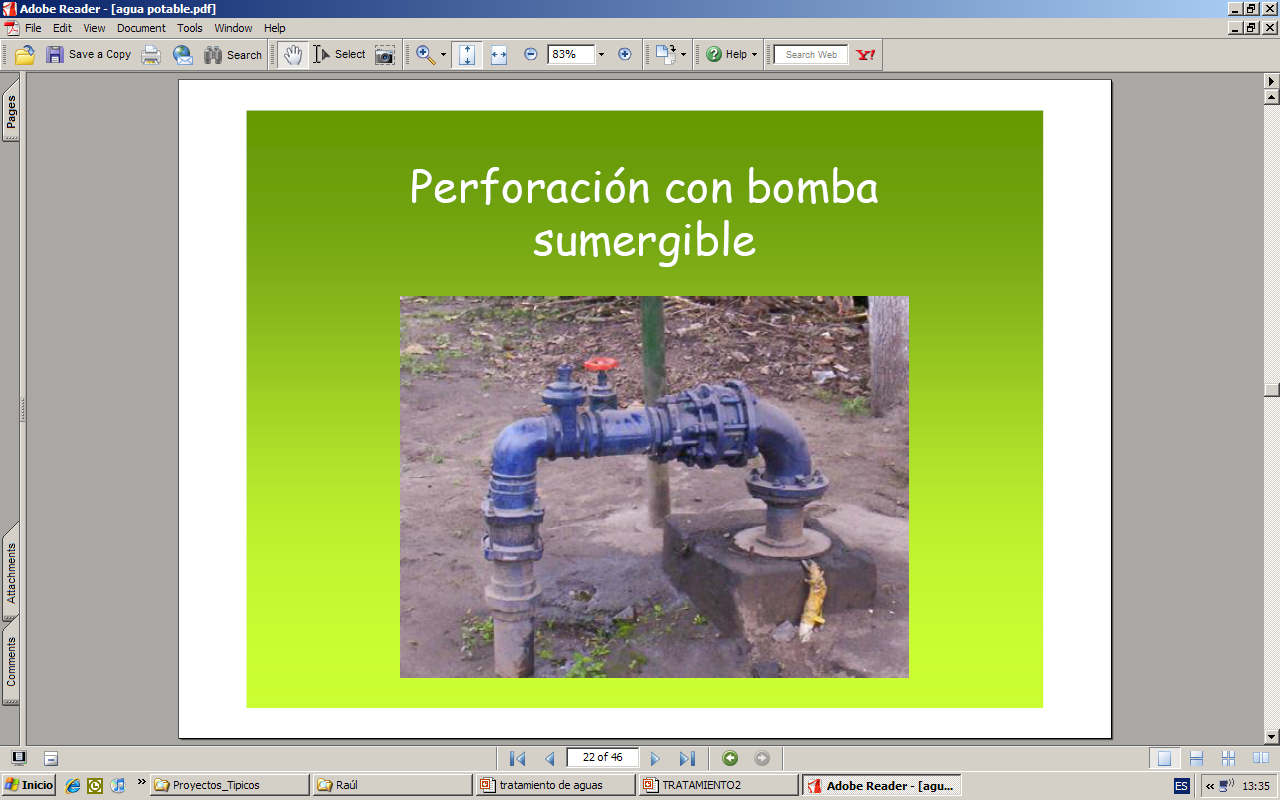 Adobe Reader - [agua potable.pdf]
File Edit View Document Tools Window Help
Save a Copy Search Select 83% Help Search Web Y!
Pages
Perforación con bomba
sumergible
Attachments
Comments
22 of 46
Inicio » Proyectos_Tipicos Raúl tratamiento de aguas TRATAMIENTO2 Adobe Reader - [agu... ES « 13:35